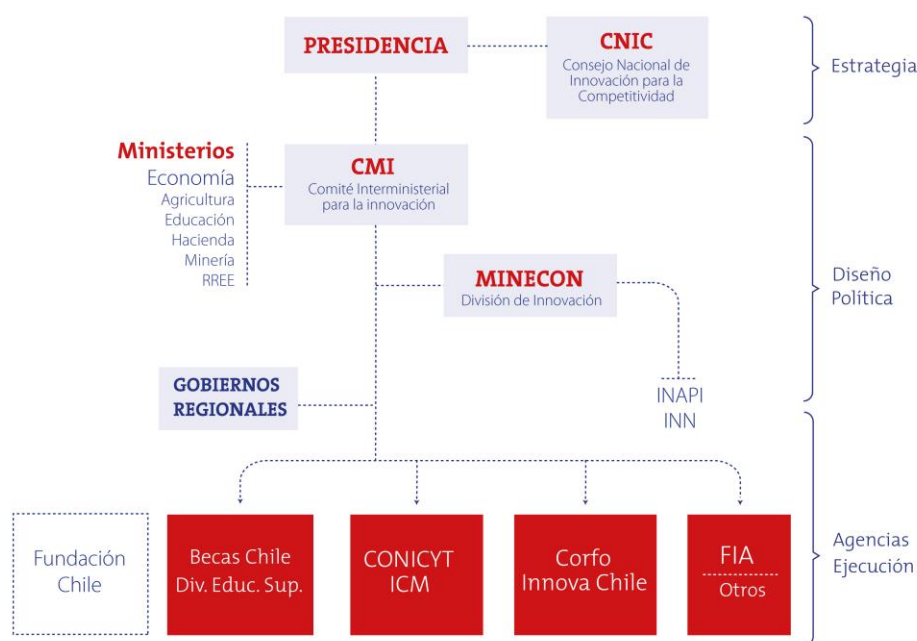 PRESIDENCIA
CNIC
Consejo Nacional de
Innovación para la
Competitividad
Estrategia
Ministerios
Economía
Agricultura
Educación
Hacienda
Minería
RREE
CMI
Comité Interministerial
para la innovación
MINECON
División de Innovación
Diseño
Política
GOBIERNOS
REGIONALES
INAPI
INN
Fundación
Chile
Becas Chile
Div. Educ. Sup.
CONICYT
ICM
Corfo
Innova Chile
FIA
Otros
Agencias
Ejecución